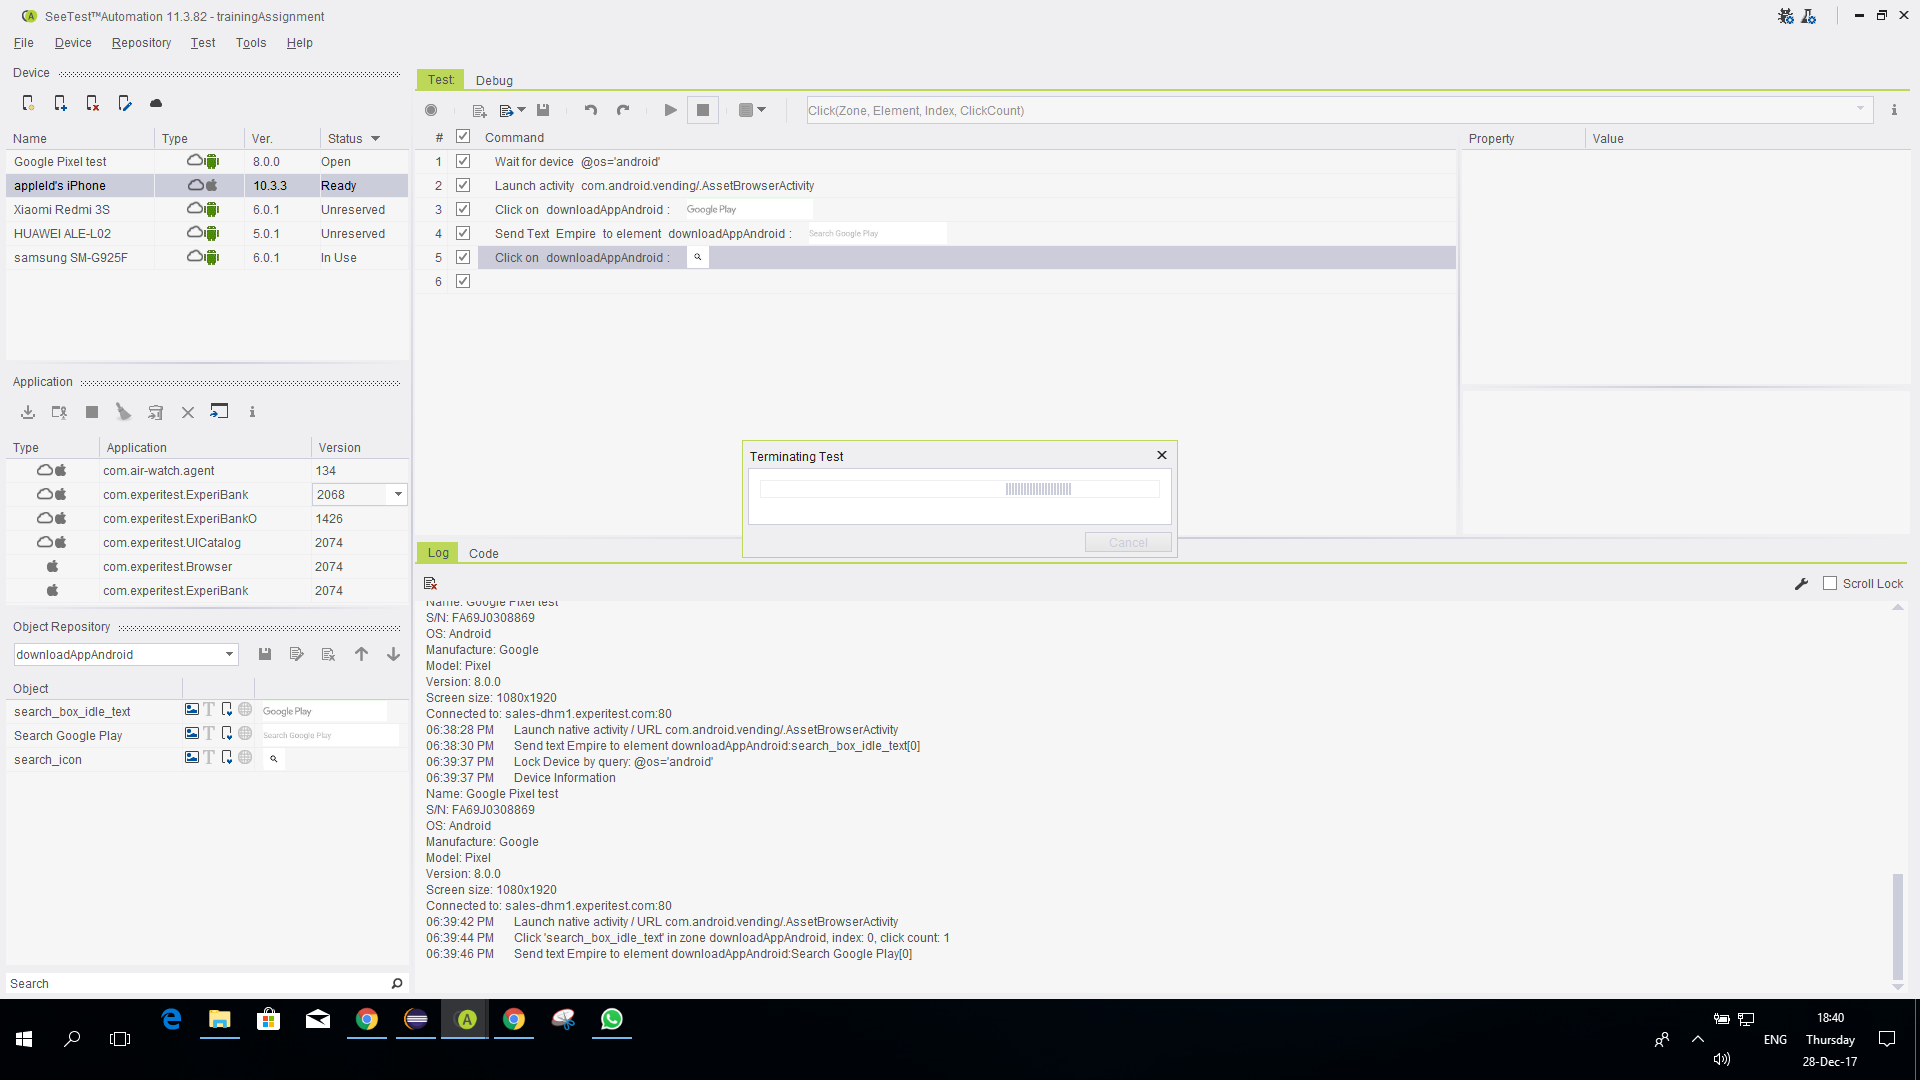 SeeTest™Automation 11.3.82 - trainingAssignment
File Device Repository Test Tools Help
Device
Name Type Ver. Status
Google Pixel test 8.0.0 Open
appleId's iPhone 10.3.3 Ready
Xiaomi Redmi 3S 6.0.1 Unreserved
HUAWEI ALE-L02 5.0.1 Unreserved
samsung SM-G925F 6.0.1 In Use
Application
Type Application Version
com.air-watch.agent 134
com.experitest.ExperiBank 2068
com.experitest.ExperiBankO 1426
com.experitest.UICatalog 2074
com.experitest.Browser 2074
com.experitest.ExperiBank 2074
Object Repository
downloadAppAndroid
Object
search_box_idle_text T Google Play
Search Google Play T Search Google Play
search_icon T
Search
Test Debug
Click(Zone, Element, Index, ClickCount)
# Command
1 Wait for device @os='android'
2 Launch activity com.android.vending/.AssetBrowserActivity
3 Click on downloadAppAndroid : Google Play
4 Send Text Empire to element downloadAppAndroid : Search Google Play
5 Click on downloadAppAndroid :
6
Property Value
Terminating Test
Cancel
Log Code
Scroll Lock
Name: Google Pixel test
S/N: FA69J0308869
OS: Android
Manufacture: Google
Model: Pixel
Version: 8.0.0
Screen size: 1080x1920
Connected to: sales-dhm1.experitest.com:80
06:38:28 PM Launch native activity / URL com.android.vending/.AssetBrowserActivity
06:38:30 PM Send text Empire to element downloadAppAndroid:search_box_idle_text[0]
06:39:37 PM Lock Device by query: @os='android'
06:39:37 PM Device Information
Name: Google Pixel test
S/N: FA69J0308869
OS: Android
Manufacture: Google
Model: Pixel
Version: 8.0.0
Screen size: 1080x1920
Connected to: sales-dhm1.experitest.com:80
06:39:42 PM Launch native activity / URL com.android.vending/.AssetBrowserActivity
06:39:44 PM Click 'search_box_idle_text' in zone downloadAppAndroid, index: 0, click count: 1
06:39:46 PM Send text Empire to element downloadAppAndroid:Search Google Play[0]
ENG
18:40
Thursday
28-Dec-17